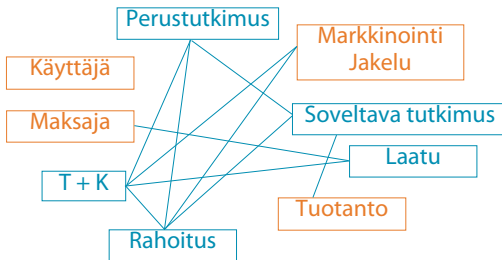 Perustutkimus
Markkinointi
Jakelu
Käyttäjä
Maksaja
Soveltava tutkimus
Laatu
T + K
Tuotanto
Rahoitus